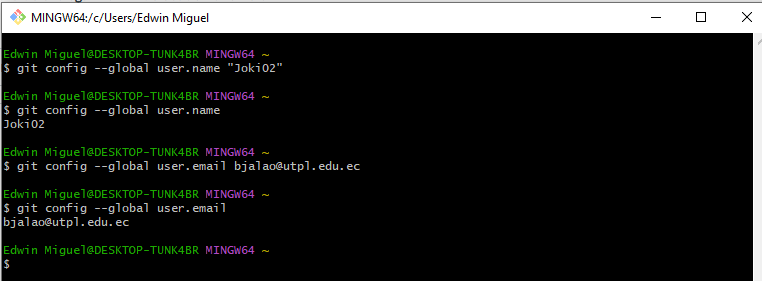 MINGW64:/c/Users/Edwin Miguel
Edwin Miguel@DESKTOP-TUNK4BR MINGW64 ~
$ git config --global user.name "Joki02"
Edwin Miguel@DESKTOP-TUNK4BR MINGW64 ~
$ git config --global user.name
Joki02
Edwin Miguel@DESKTOP-TUNK4BR MINGW64 ~
$ git config --global user.email bjalao@utpl.edu.ec
Edwin Miguel@DESKTOP-TUNK4BR MINGW64 ~
$ git config --global user.email
bjalao@utpl.edu.ec
Edwin Miguel@DESKTOP-TUNK4BR MINGW64 ~
$